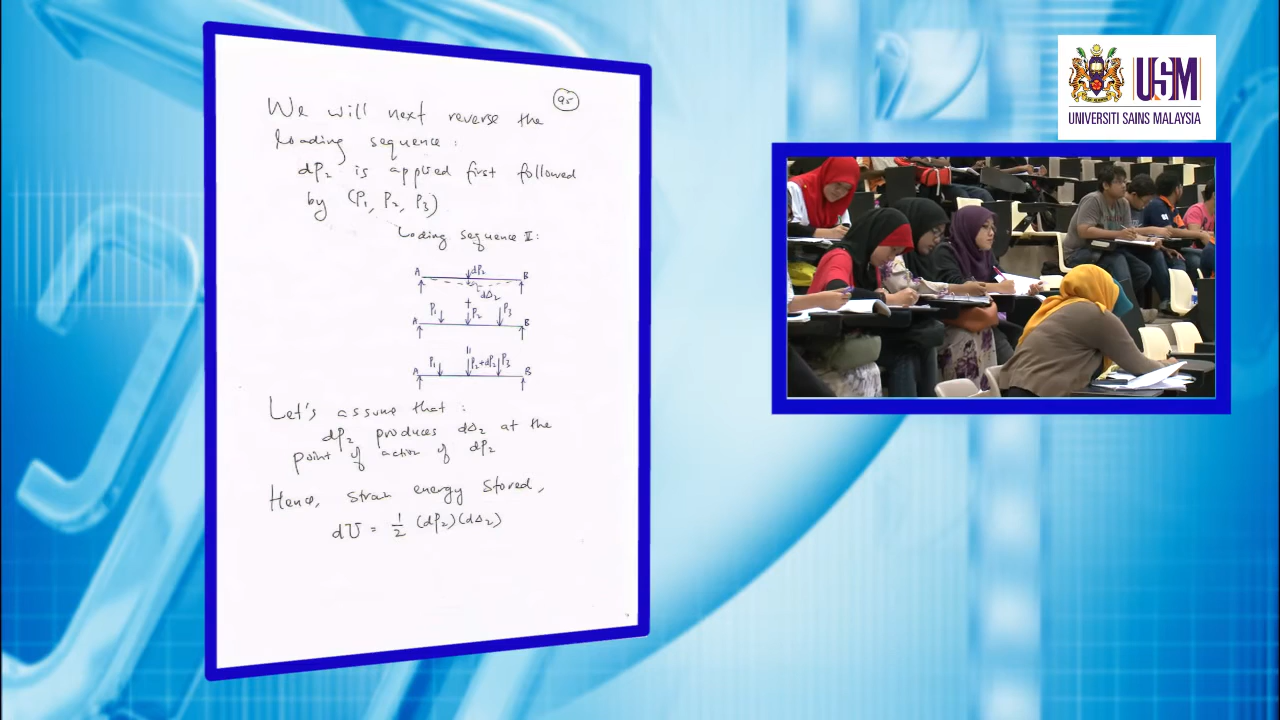 95
We will next reverse the
loading sequence :
dP₂ is applied first followed
by (P₁, P₂, P₃)
Loading sequence II :
A dP₂ B
dΔ₂
+
P₁ P₂ P₃
A B
P₁ P₂+dP₂ P₃
A B
Let's assume that :
dP₂ produces dΔ₂ at the
point of action of dP₂
Hence, strain energy stored,
dU = 1/2 (dP₂)(dΔ₂)
USM
UNIVERSITI SAINS MALAYSIA